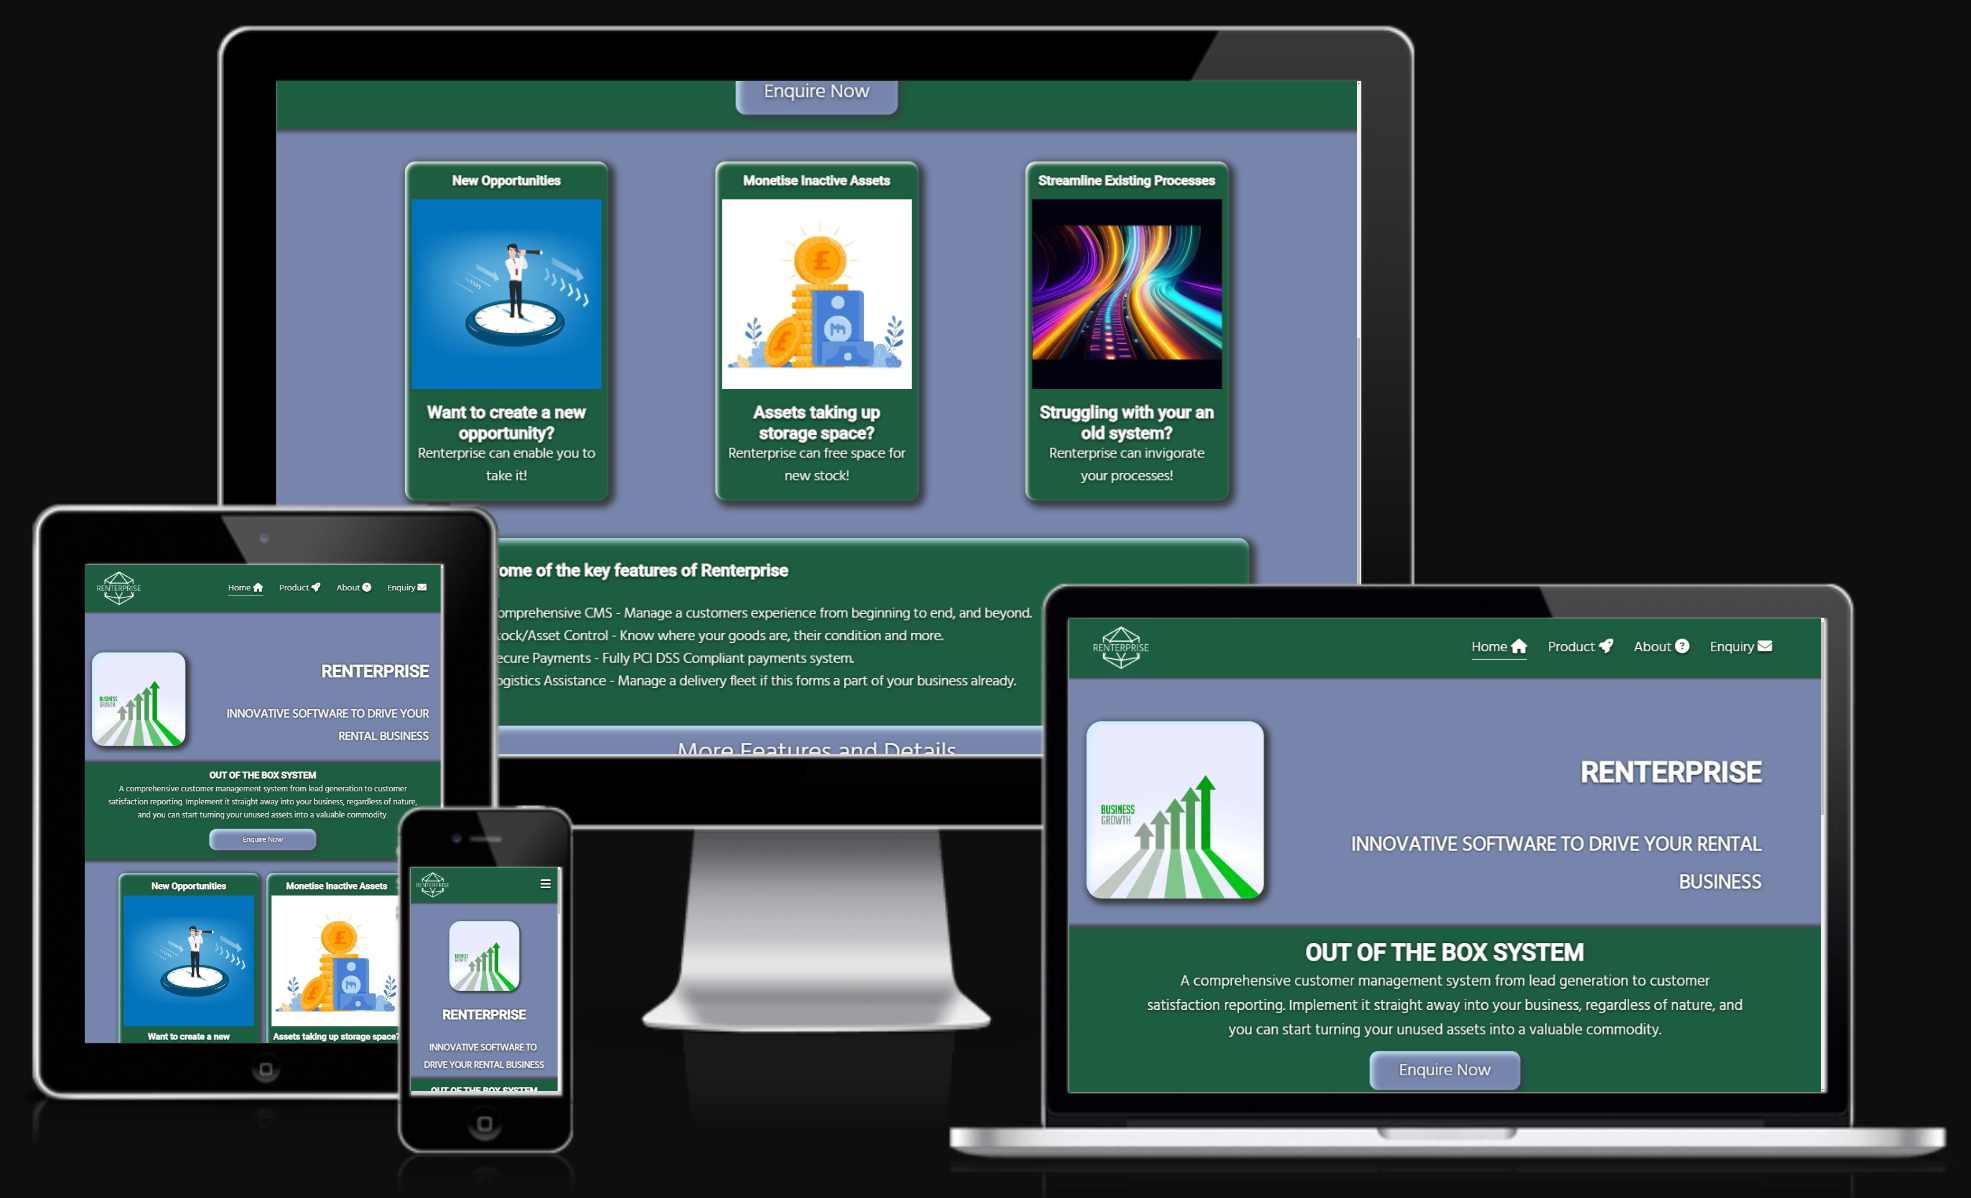 Enquire Now
New Opportunities
Want to create a new
opportunity?
Renterprise can enable you to
take it!
Monetise Inactive Assets
Assets taking up
storage space?
Renterprise can free space for
new stock!
Streamline Existing Processes
Struggling with your an
old system?
Renterprise can invigorate
your processes!
of the key features of Renterprise
CMS - Manage a customers experience from beginning to end, and beyond.
Control - Know where your goods are, their condition and more.
Payments - Fully PCI DSS Compliant payments system.
Assistance - Manage a delivery fleet if this forms a part of your business already.
More Features and Details
RENTERPRISE
Home Product About Enquiry
BUSINESS
GROWTH
RENTERPRISE
INNOVATIVE SOFTWARE TO DRIVE YOUR
RENTAL BUSINESS
OUT OF THE BOX SYSTEM
A comprehensive customer management system from lead generation to customer
satisfaction reporting. Implement it straight away into your business, regardless of nature,
and you can start turning your unused assets into a valuable commodity.
Enquire Now
New Opportunities
Want to create a new
Monetise Inactive Assets
Assets taking up storage space?
RENTERPRISE
BUSINESS
GROWTH
RENTERPRISE
INNOVATIVE SOFTWARE TO
DRIVE YOUR RENTAL BUSINESS
OUT OF THE BOX SYSTEM
RENTERPRISE
Home Product About Enquiry
BUSINESS
GROWTH
RENTERPRISE
INNOVATIVE SOFTWARE TO DRIVE YOUR RENTAL
BUSINESS
OUT OF THE BOX SYSTEM
A comprehensive customer management system from lead generation to customer
satisfaction reporting. Implement it straight away into your business, regardless of nature, and
you can start turning your unused assets into a valuable commodity.
Enquire Now